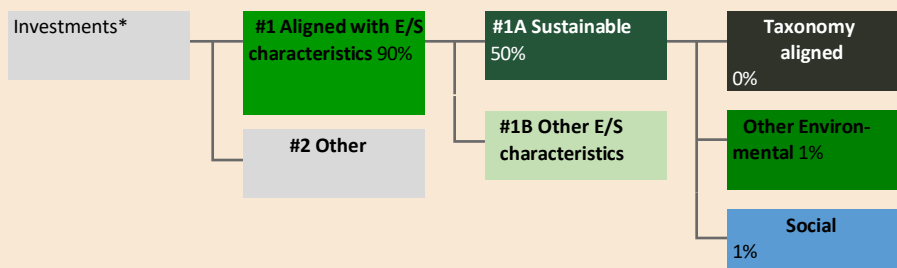 Investments*
#1 Aligned with E/S
characteristics 90%
#2 Other
#1A Sustainable
50%
#1B Other E/S
characteristics
Taxonomy
aligned
0%
Other Environ-
mental 1%
Social
1%